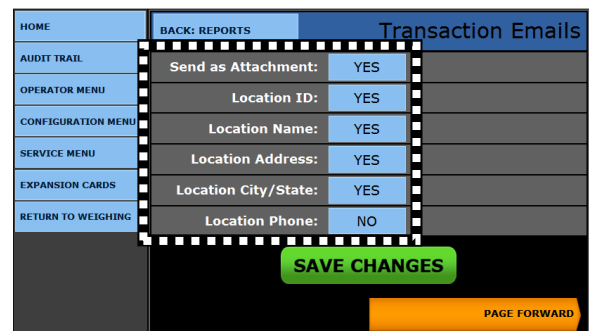 HOME
BACK: REPORTS
Transaction Emails
AUDIT TRAIL
OPERATOR MENU
CONFIGURATION MENU
SERVICE MENU
EXPANSION CARDS
RETURN TO WEIGHING
Send as Attachment: YES
Location ID: YES
Location Name: YES
Location Address: YES
Location City/State: YES
Location Phone: NO
SAVE CHANGES
PAGE FORWARD